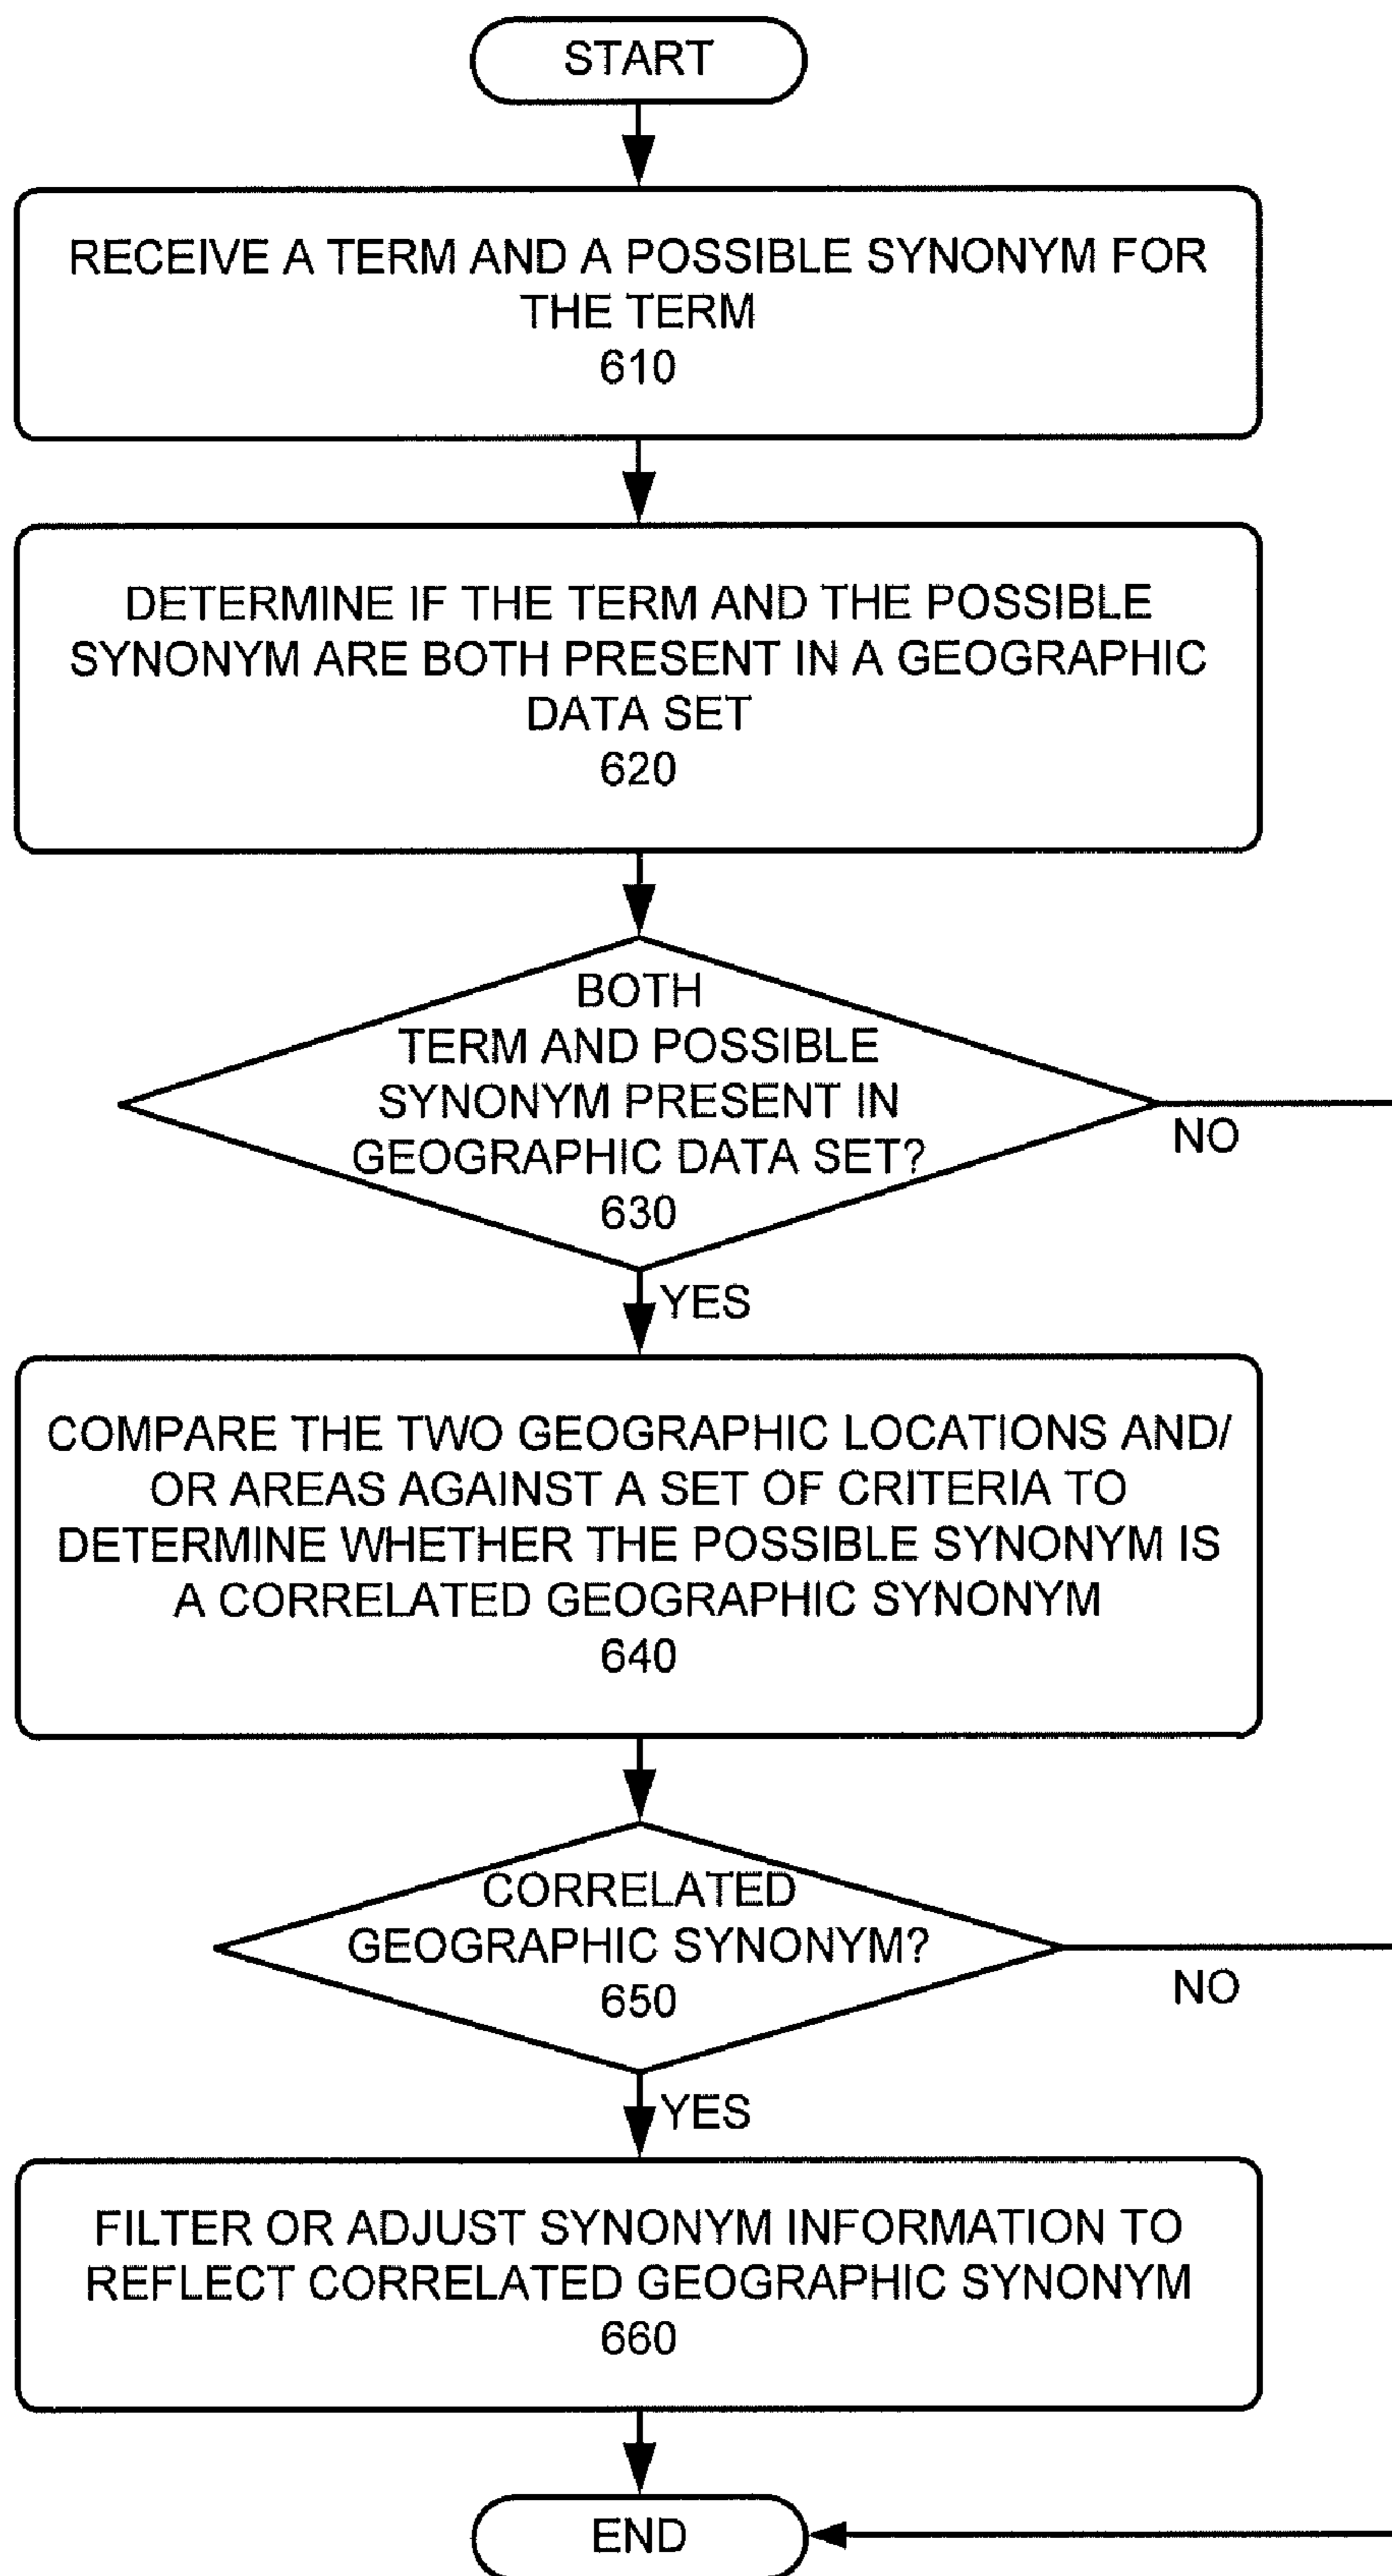 START
RECEIVE A TERM AND A POSSIBLE SYNONYM FOR
THE TERM
610
DETERMINE IF THE TERM AND THE POSSIBLE
SYNONYM ARE BOTH PRESENT IN A GEOGRAPHIC
DATA SET
620
BOTH
TERM AND POSSIBLE
SYNONYM PRESENT IN
GEOGRAPHIC DATA SET?
630
NO
YES
COMPARE THE TWO GEOGRAPHIC LOCATIONS AND/
OR AREAS AGAINST A SET OF CRITERIA TO
DETERMINE WHETHER THE POSSIBLE SYNONYM IS
A CORRELATED GEOGRAPHIC SYNONYM
640
CORRELATED
GEOGRAPHIC SYNONYM?
650
NO
YES
FILTER OR ADJUST SYNONYM INFORMATION TO
REFLECT CORRELATED GEOGRAPHIC SYNONYM
660
END